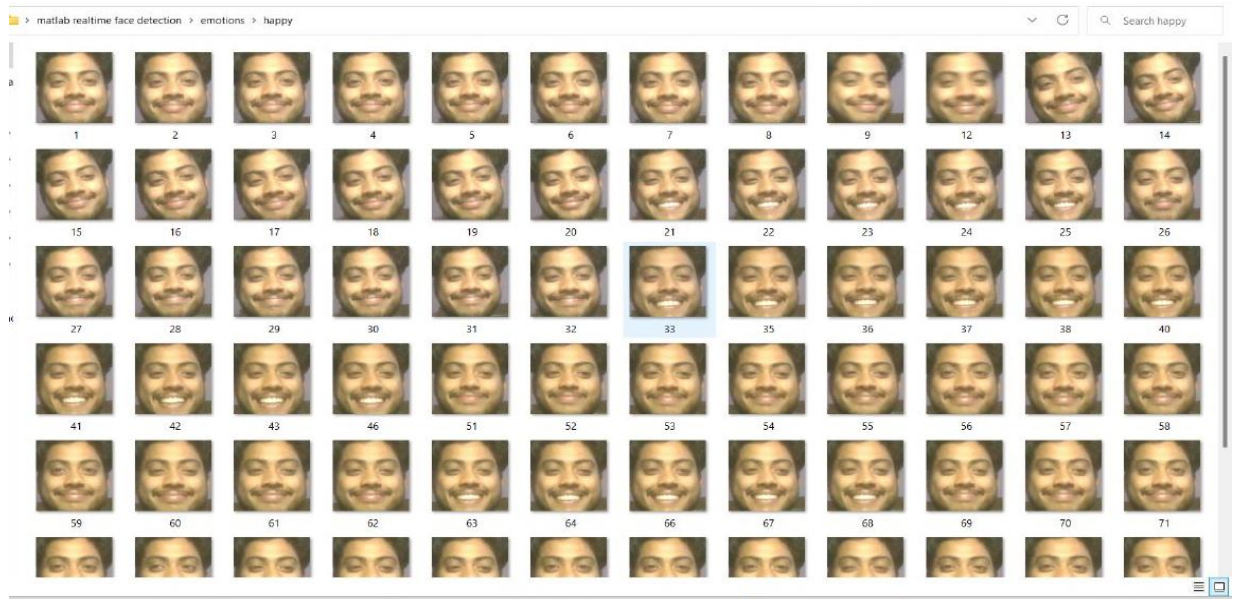 matlab realtime face detection > emotions > happy
Search happy
1 2 3 4 5 6 7 8 9 12 13 14
15 16 17 18 19 20 21 22 23 24 25 26
27 28 29 30 31 32 33 35 36 37 38 40
41 42 43 46 51 52 53 54 55 56 57 58
59 60 61 62 63 64 66 67 68 69 70 71